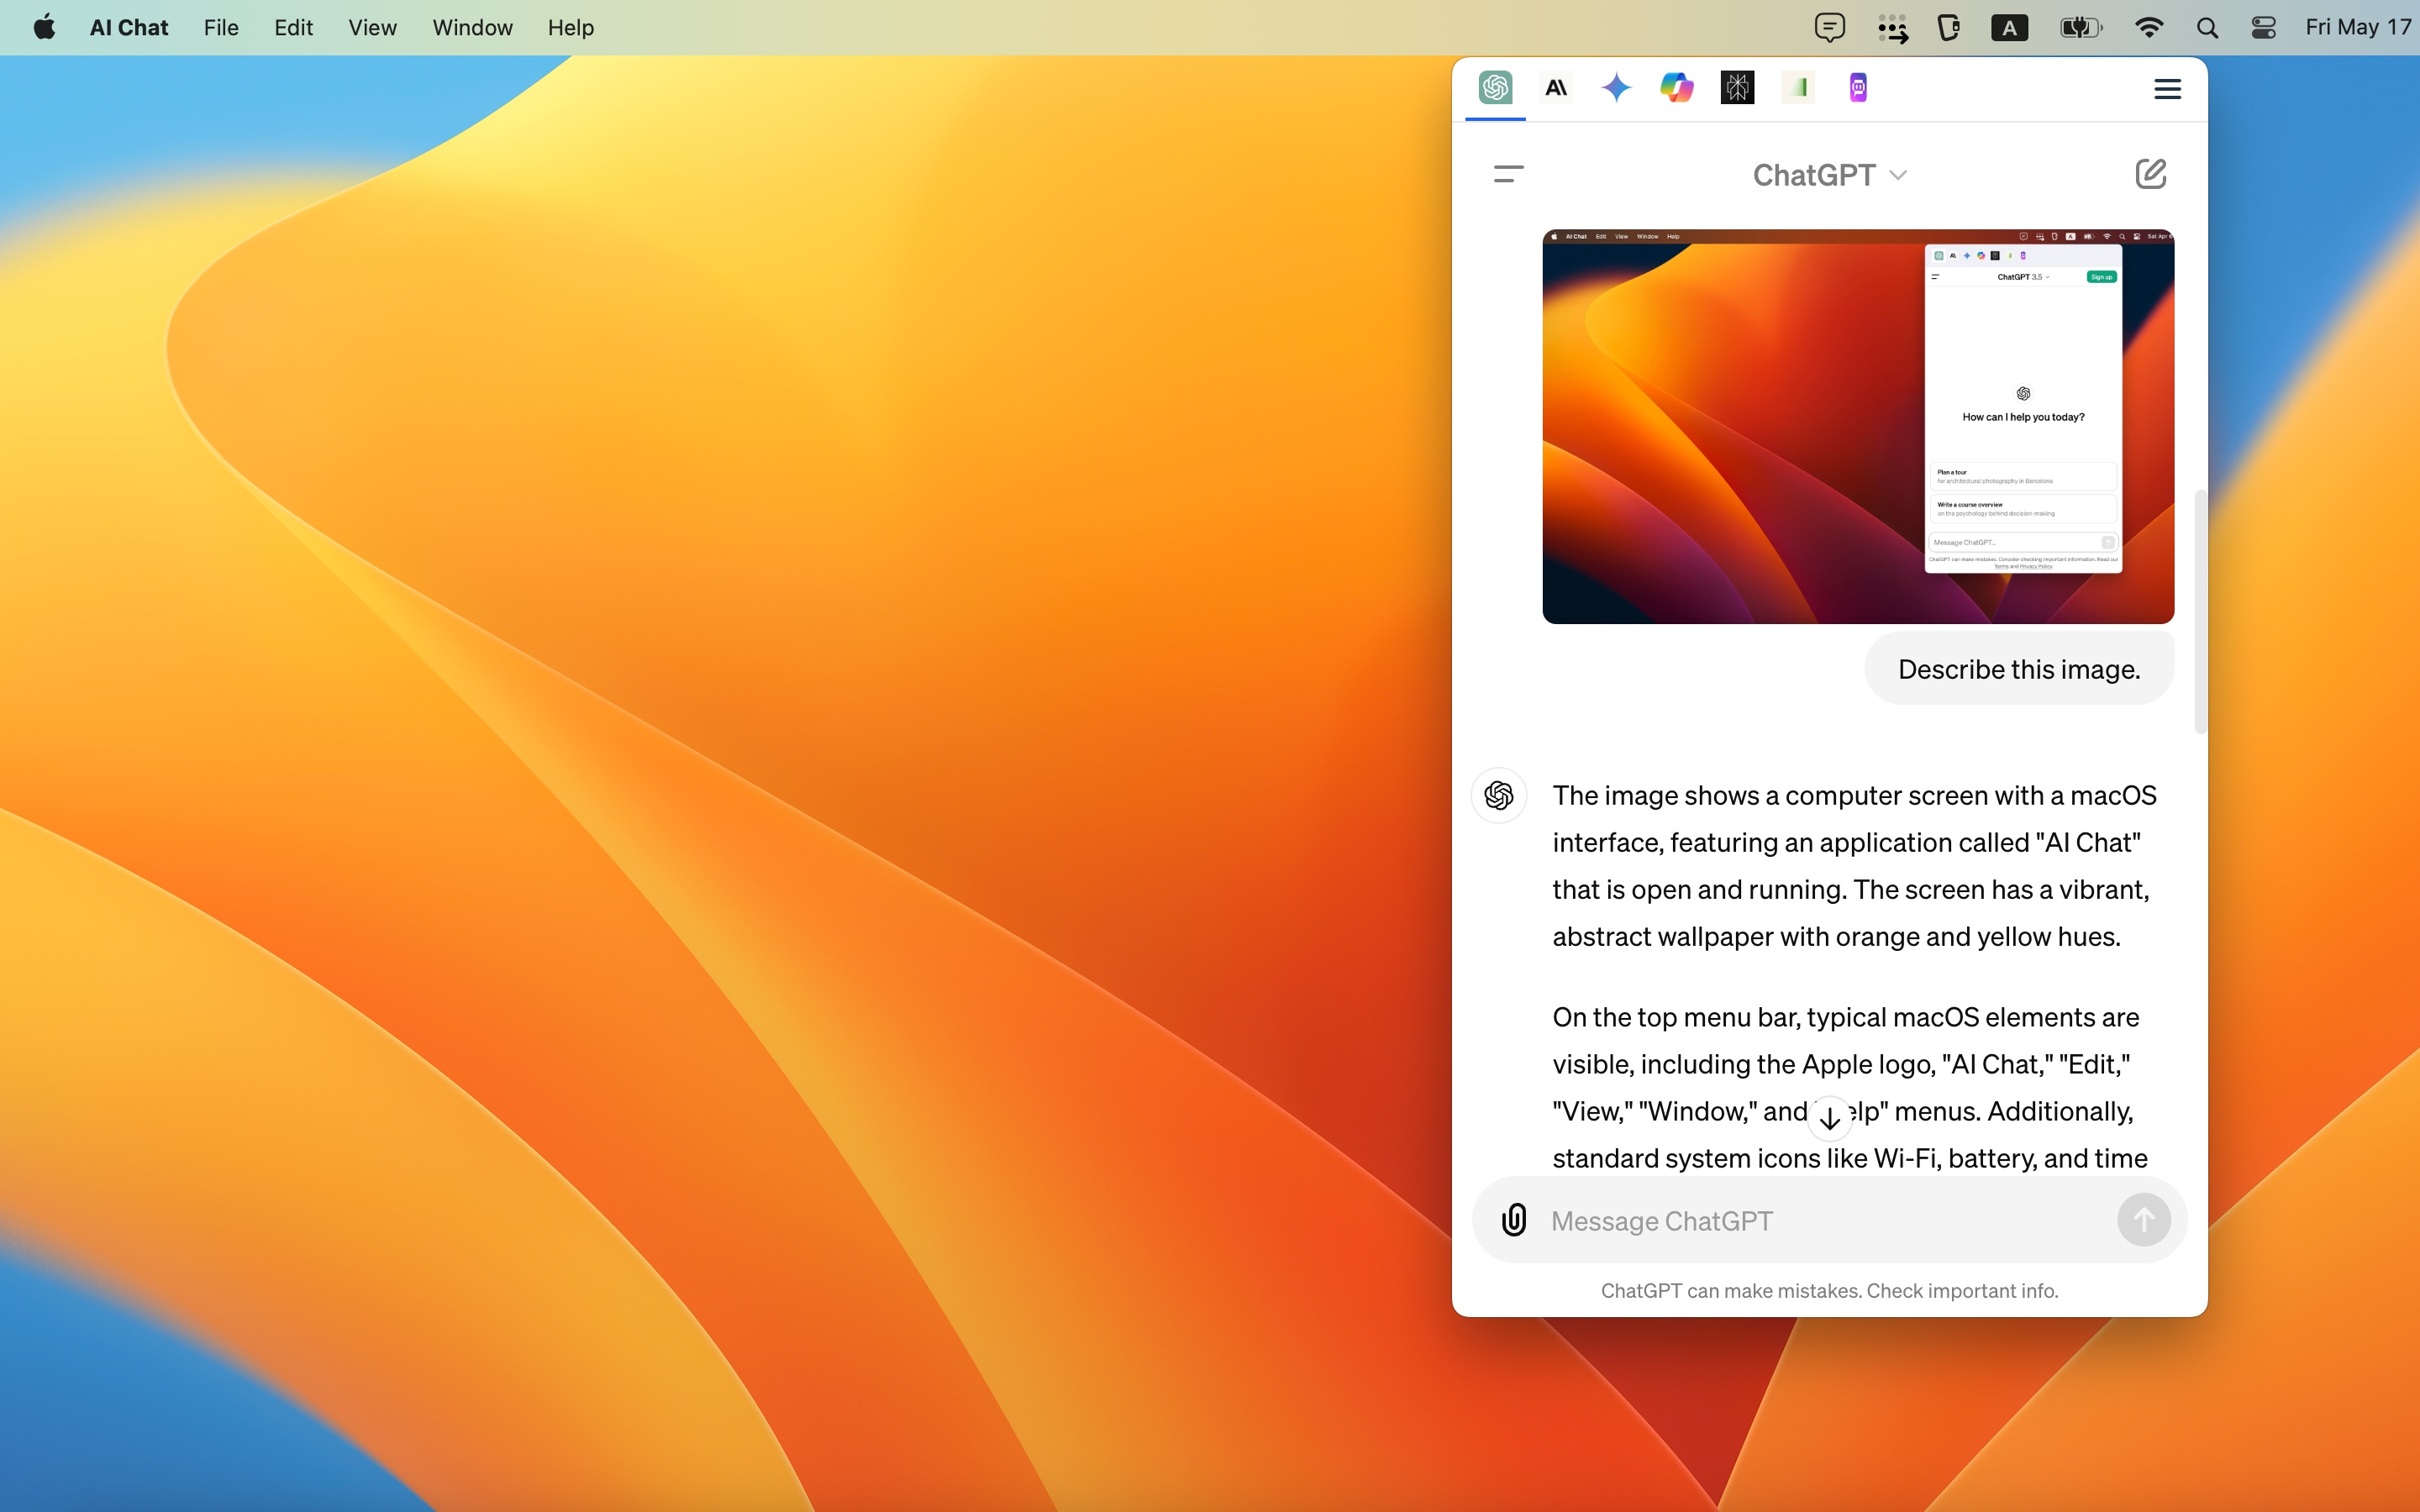 AI Chat File Edit View Window Help A Fri May 17
AI
ChatGPT
AI Chat Edit View Window Help A Sat Apr
AI
ChatGPT 3.5 Sign up
How can I help you today?
Plan a tour
for architectural photography in Barcelona
Write a course overview
on the psychology behind decision-making
Message ChatGPT...
ChatGPT can make mistakes. Consider checking important information. Read our
Terms and Privacy Policy.
Describe this image.
The image shows a computer screen with a macOS
interface, featuring an application called "AI Chat"
that is open and running. The screen has a vibrant,
abstract wallpaper with orange and yellow hues.
On the top menu bar, typical macOS elements are
visible, including the Apple logo, "AI Chat," "Edit,"
"View," "Window," and elp" menus. Additionally,
standard system icons like Wi-Fi, battery, and time
Message ChatGPT
ChatGPT can make mistakes. Check important info.